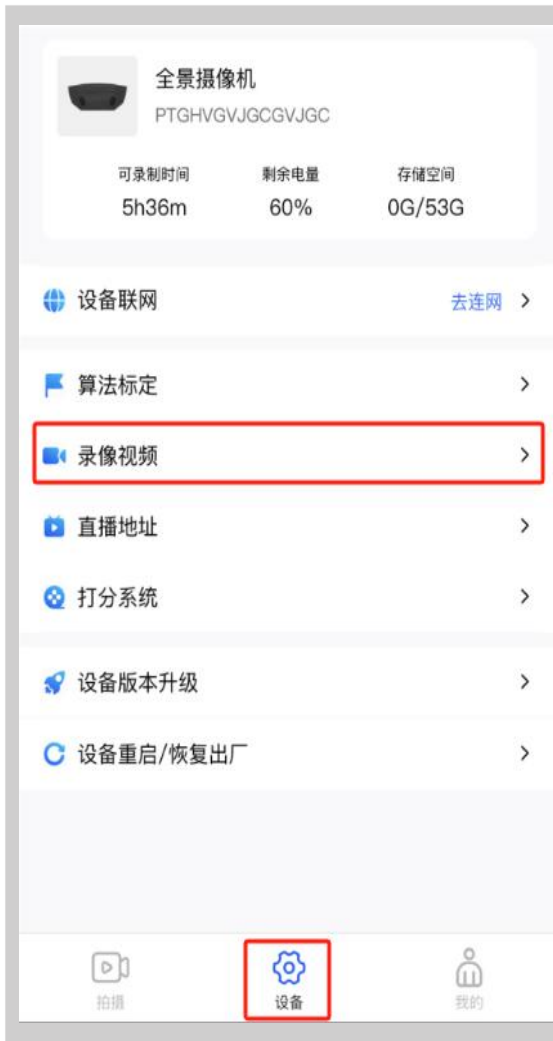 全景摄像机
PTGHVGVJGCGVJGC
可录制时间 剩余电量 存储空间
5h36m 60% 0G/53G
设备联网 去连网
算法标定
录像视频
直播地址
打分系统
设备版本升级
设备重启/恢复出厂
拍摄 设备 我的